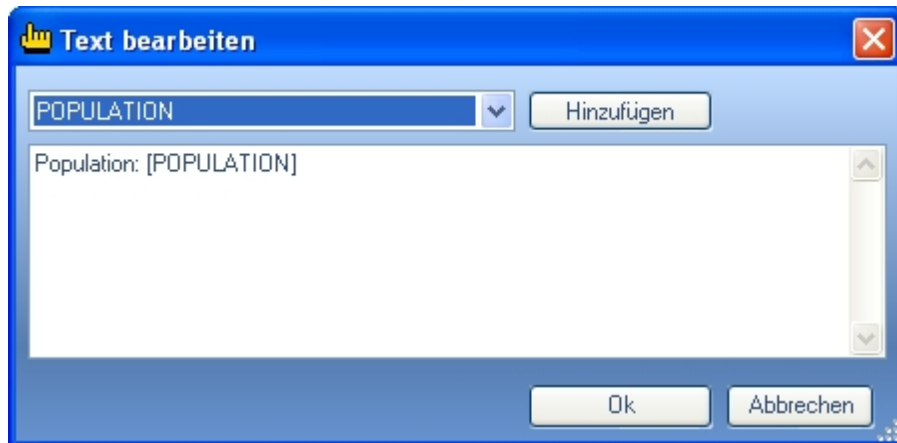 Text bearbeiten
POPULATION
Hinzufügen
Population: [POPULATION]
Ok
Abbrechen